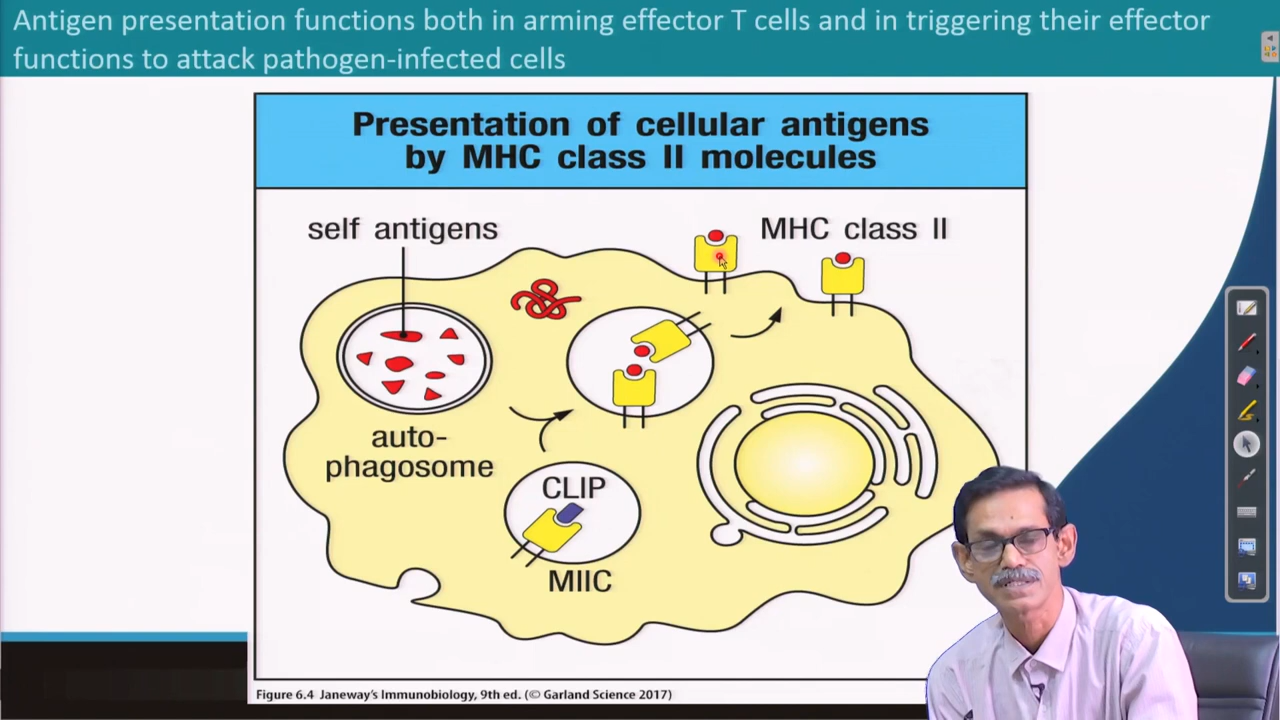 Antigen presentation functions both in arming effector T cells and in triggering their effector
functions to attack pathogen-infected cells
Presentation of cellular antigens
by MHC class II molecules
self antigens
MHC class II
auto-
phagosome
CLIP
MIIC
Figure 6.4 Janeway's Immunobiology, 9th ed. (© Garland Science 2017)